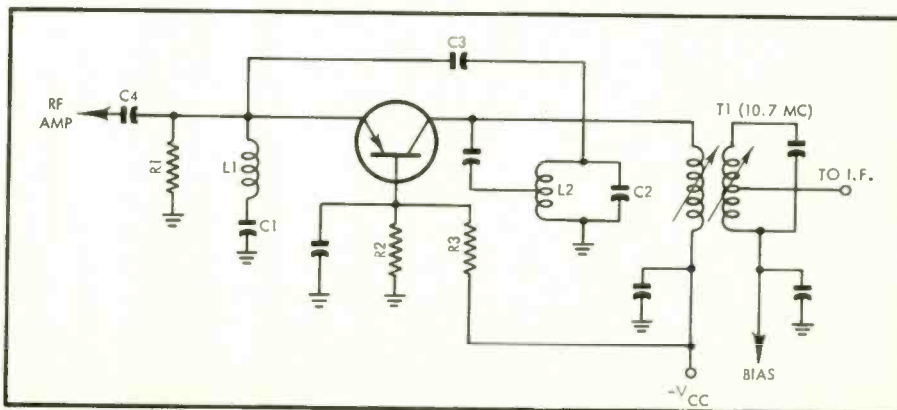 C3
C4
RF
AMP
T1 (10.7 MC)
R1
L1
C1
L2
C2
TO I.F.
R2
R3
BIAS
-VCC